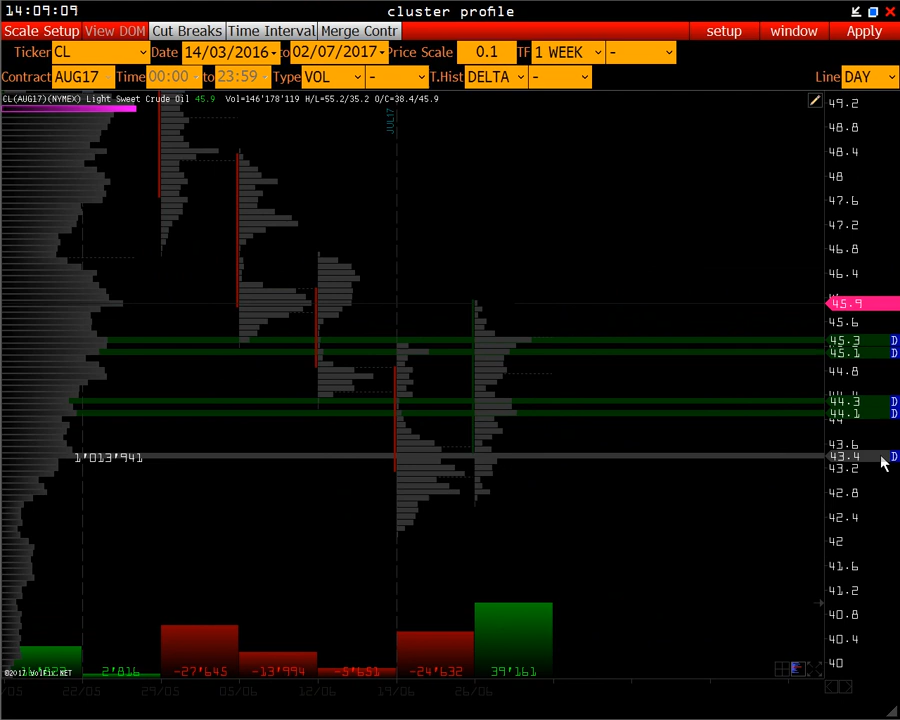 14:09:09 cluster profile
Scale Setup View DOM Cut Breaks Time Interval Merge Contr setup window Apply
Ticker CL Date 14/03/2016 to 02/07/2017 Price Scale 0.1 TF 1 WEEK -
Contract AUG17 Time 00:00 to 23:59 Type VOL - T.Hist DELTA - Line DAY
CL(AUG17)(NYMEX) Light Sweet Crude Oil 45.9 Vol=146'178'119 H/L=55.2/35.2 O/C=38.4/45.9
JUL17
49.2
48.8
48.4
48
47.6
47.2
46.8
46.4
45.9
45.6
45.3 D
45.1 D
44.8
44.3 D
44.1 D
44
43.6
1'013'941 43.4 D
43.2
42.8
42.4
42
41.6
41.2
40.8
40.4
40
2'816 -27'645 -13'994 -5'651 -24'632 39'161
©2017 VolFix.NET
/05 22/05 29/05 05/06 12/06 19/06 26/06